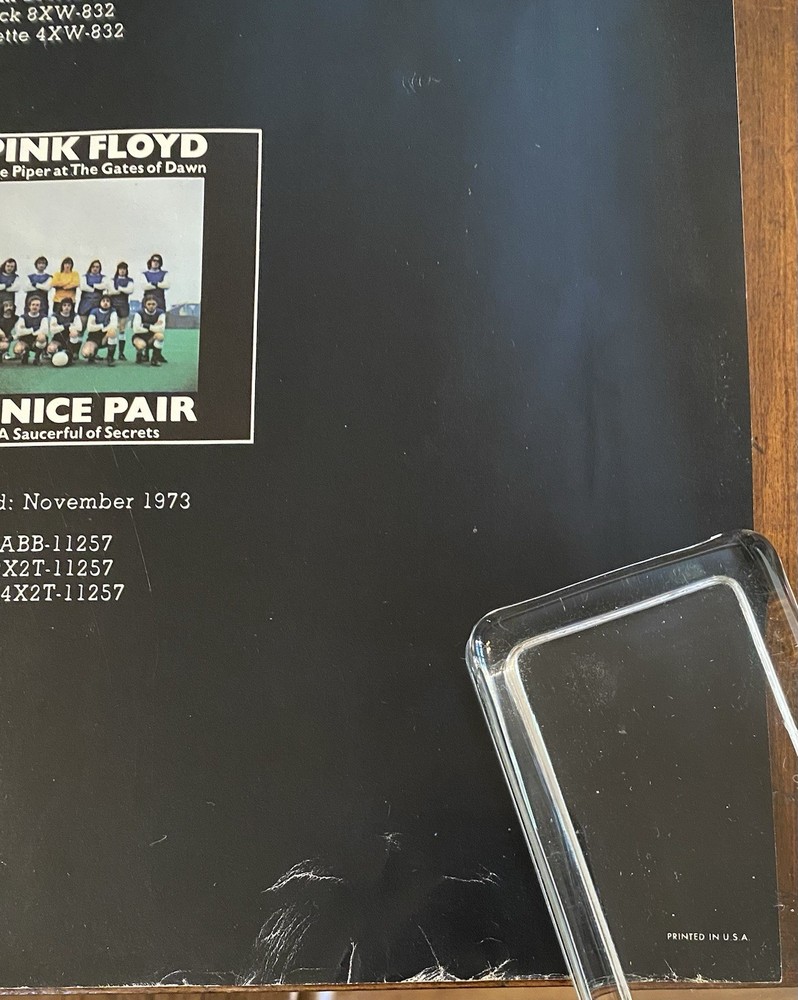 ck 8XW-832
ette 4XW-832
PINK FLOYD
e Piper at The Gates of Dawn
NICE PAIR
A Saucerful of Secrets
d: November 1973
ABB-11257
X2T-11257
4X2T-11257
PRINTED IN U.S.A.